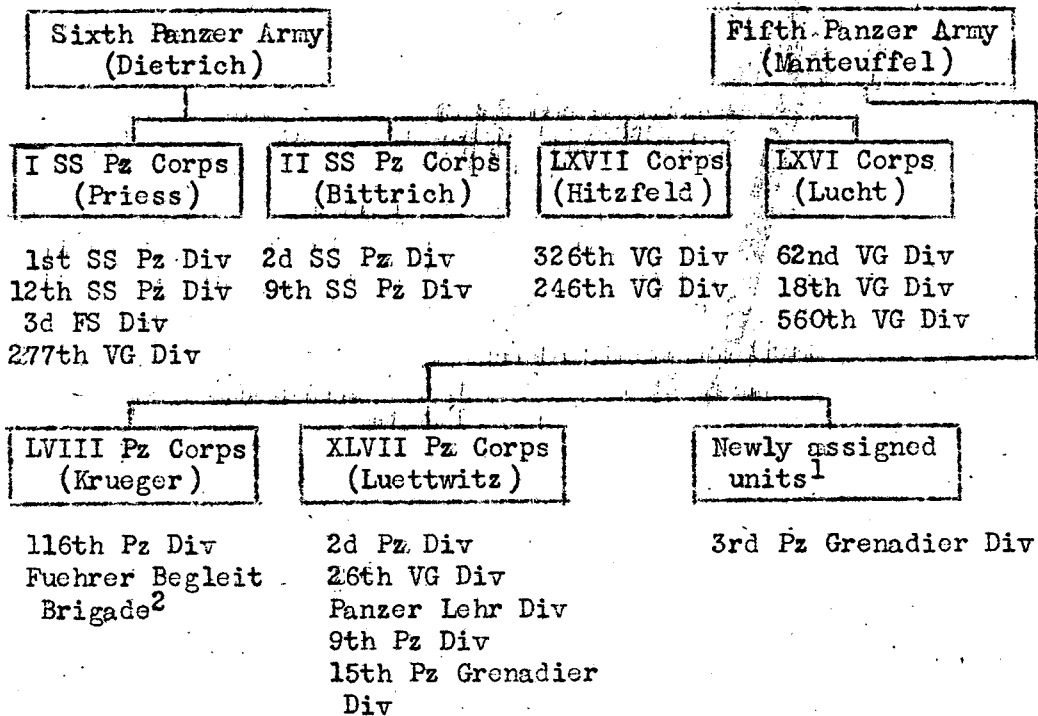 Sixth Panzer Army
(Dietrich)
Fifth Panzer Army
(Manteuffel)
I SS Pz Corps
(Priess)
II SS Pz Corps
(Bittrich)
LXVII Corps
(Hitzfeld)
LXVI Corps
(Lucht)
1st SS Pz Div
12th SS Pz Div
3d FS Div
277th VG Div
2d SS Pz Div
9th SS Pz Div
326th VG Div
246th VG Div
62nd VG Div
18th VG Div
560th VG Div
LVIII Pz Corps
(Krueger)
XLVII Pz Corps
(Luettwitz)
Newly assigned
units¹
116th Pz Div
Fuehrer Begleit
Brigade²
2d Pz Div
26th VG Div
Panzer Lehr Div
9th Pz Div
15th Pz Grenadier
Div
3rd Pz Grenadier Div